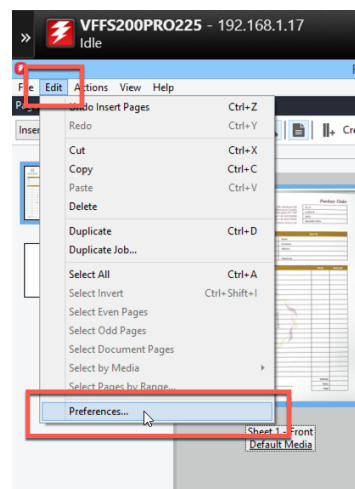 VFFS200PRO225 - 192.168.1.17
Idle
File Edit Actions View Help
Undo Insert Pages Ctrl+Z
Redo Ctrl+Y
Cut Ctrl+X
Copy Ctrl+C
Paste Ctrl+V
Delete
Duplicate Ctrl+D
Duplicate Job...
Select All Ctrl+A
Select Invert Ctrl+Shift+I
Select Even Pages
Select Odd Pages
Select Document Pages
Select by Media
Select Pages by Range...
Preferences...
Purchase Order
Sheet 1 - Front
Default Media